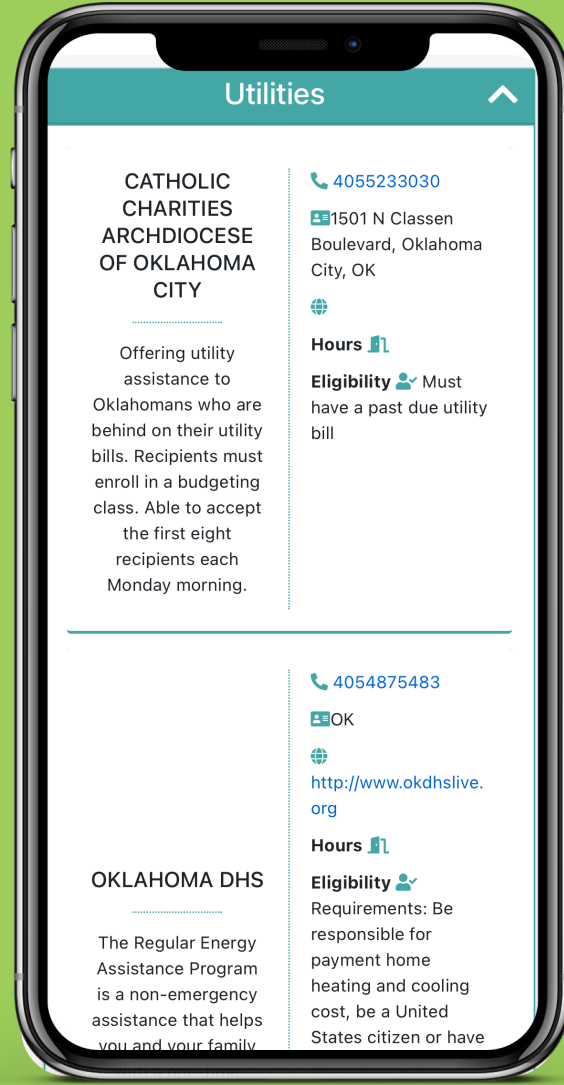 Utilities
CATHOLIC
CHARITIES
ARCHDIOCESE
OF OKLAHOMA
CITY
Offering utility
assistance to
Oklahomans who are
behind on their utility
bills. Recipients must
enroll in a budgeting
class. Able to accept
the first eight
recipients each
Monday morning.
4055233030
1501 N Classen
Boulevard, Oklahoma
City, OK
Hours
Eligibility Must
have a past due utility
bill
OKLAHOMA DHS
The Regular Energy
Assistance Program
is a non-emergency
assistance that helps
you and your family
4054875483
OK
http://www.okdhslive.
org
Hours
Eligibility
Requirements: Be
responsible for
payment home
heating and cooling
cost, be a United
States citizen or have